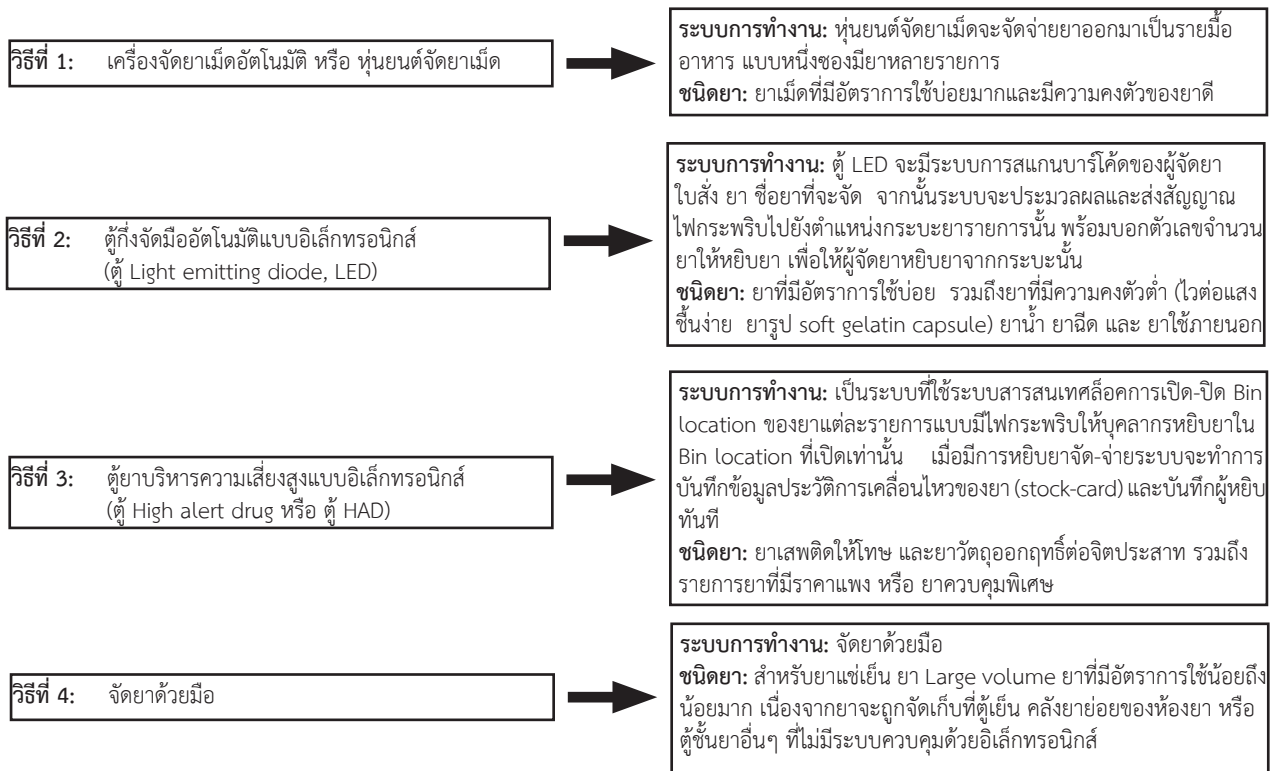 วิธีที่ 1: เครื่องจัดยาเม็ดอัตโนมัติ หรือ หุ่นยนต์จัดยาเม็ด
ระบบการทำงาน: หุ่นยนต์จัดยาเม็ดจะจัดจ่ายยาออกมาเป็นรายมื้อ
อาหาร แบบหนึ่งซองมียาหลายรายการ
ชนิดยา: ยาเม็ดที่มีอัตราการใช้บ่อยมากและมีความคงตัวของยาดี
วิธีที่ 2: ตู้กึ่งจัดมืออัตโนมัติแบบอิเล็กทรอนิกส์
(ตู้ Light emitting diode, LED)
ระบบการทำงาน: ตู้ LED จะมีระบบการสแกนบาร์โค้ดของผู้จัดยา
ใบสั่ง ยา ชื่อยาที่จะจัด จากนั้นระบบจะประมวลผลและส่งสัญญาณ
ไฟกระพริบไปยังตำแหน่งกระบะยารายการนั้น พร้อมบอกตัวเลขจำนวน
ยาให้หยิบยา เพื่อให้ผู้จัดยาหยิบยาจากกระบะนั้น
ชนิดยา: ยาที่มีอัตราการใช้บ่อย รวมถึงยาที่มีความคงตัวต่ำ (ไวต่อแสง
ชื้นง่าย ยารูป soft gelatin capsule) ยาน้ำ ยาฉีด และ ยาใช้ภายนอก
วิธีที่ 3: ตู้ยาบริหารความเสี่ยงสูงแบบอิเล็กทรอนิกส์
(ตู้ High alert drug หรือ ตู้ HAD)
ระบบการทำงาน: เป็นระบบที่ใช้ระบบสารสนเทศล็อคการเปิด-ปิด Bin
location ของยาแต่ละรายการแบบมีไฟกระพริบให้บุคลากรหยิบยาใน
Bin location ที่เปิดเท่านั้น เมื่อมีการหยิบยาจัด-จ่ายระบบจะทำการ
บันทึกข้อมูลประวัติการเคลื่อนไหวของยา (stock-card) และบันทึกผู้หยิบ
ทันที
ชนิดยา: ยาเสพติดให้โทษ และยาวัตถุออกฤทธิ์ต่อจิตประสาท รวมถึง
รายการยาที่มีราคาแพง หรือ ยาควบคุมพิเศษ
วิธีที่ 4: จัดยาด้วยมือ
ระบบการทำงาน: จัดยาด้วยมือ
ชนิดยา: สำหรับยาแช่เย็น ยา Large volume ยาที่มีอัตราการใช้น้อยถึง
น้อยมาก เนื่องจากยาจะถูกจัดเก็บที่ตู้เย็น คลังยาย่อยของห้องยา หรือ
ตู้ชั้นยาอื่นๆ ที่ไม่มีระบบควบคุมด้วยอิเล็กทรอนิกส์